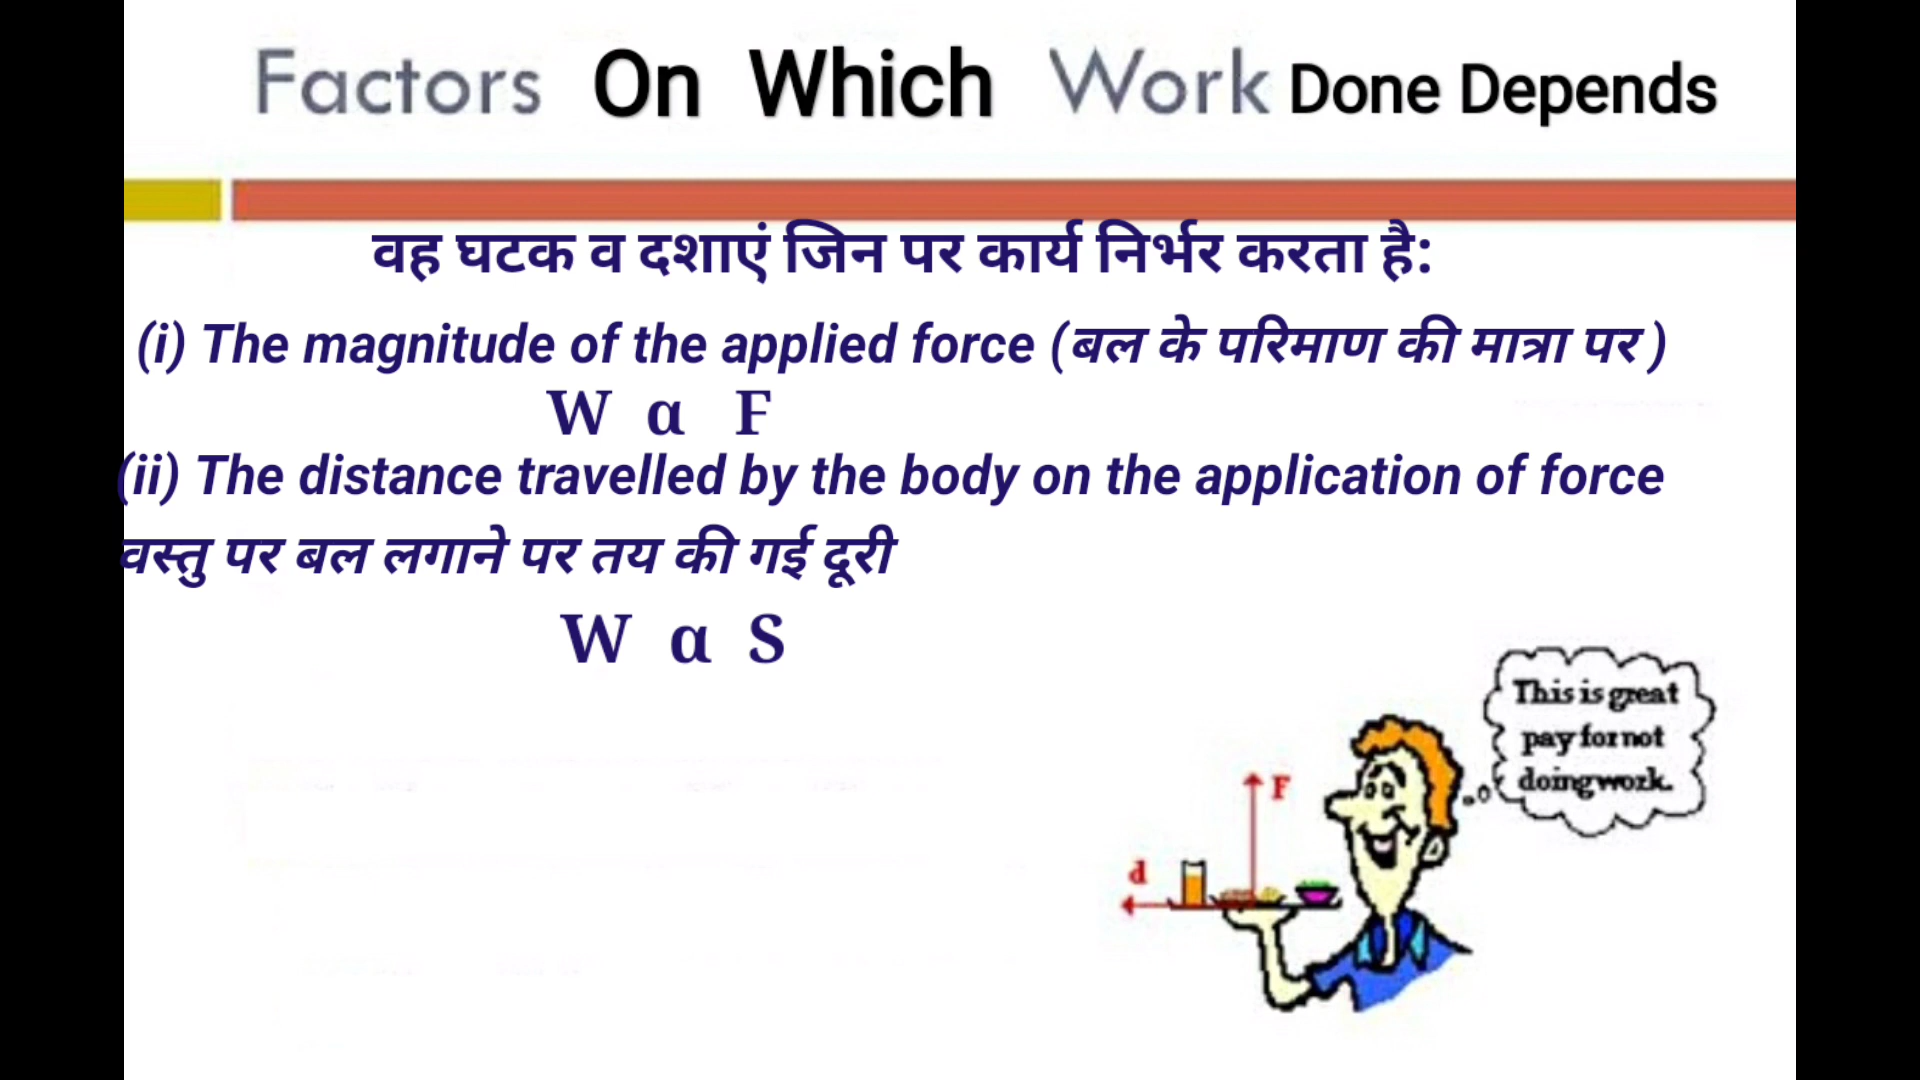 Factors On Which Work Done Depends
वह घटक व दशाएं जिन पर कार्य निर्भर करता है:
(i) The magnitude of the applied force (बल के परिमाण की मात्रा पर )
W α F
(ii) The distance travelled by the body on the application of force
वस्तु पर बल लगाने पर तय की गई दूरी
W α S
This is great
pay for not
doing work.
F
d